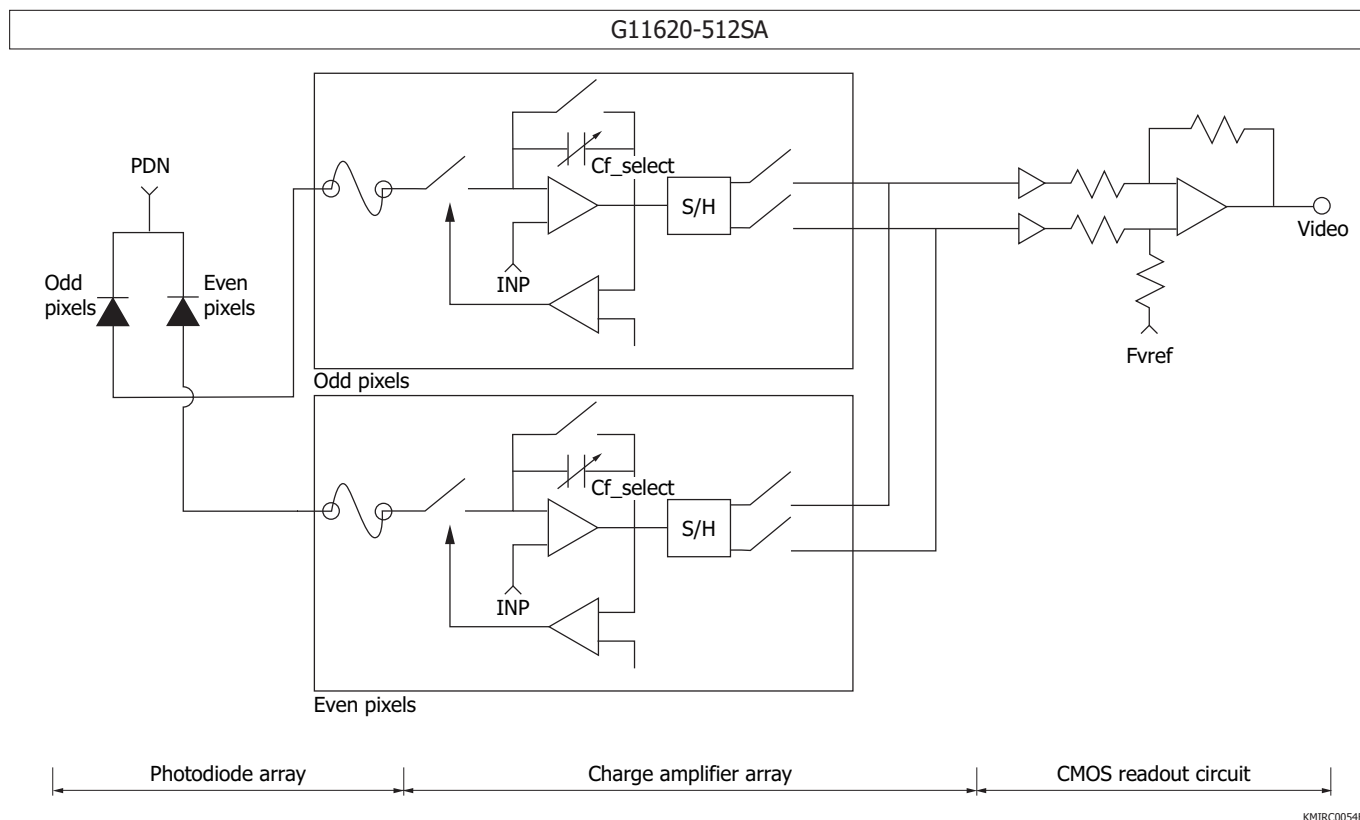 G11620-512SA
PDN
Odd
pixels
Even
pixels
Cf_select
S/H
INP
Odd pixels
Cf_select
S/H
INP
Even pixels
Video
Fvref
Photodiode array
Charge amplifier array
CMOS readout circuit